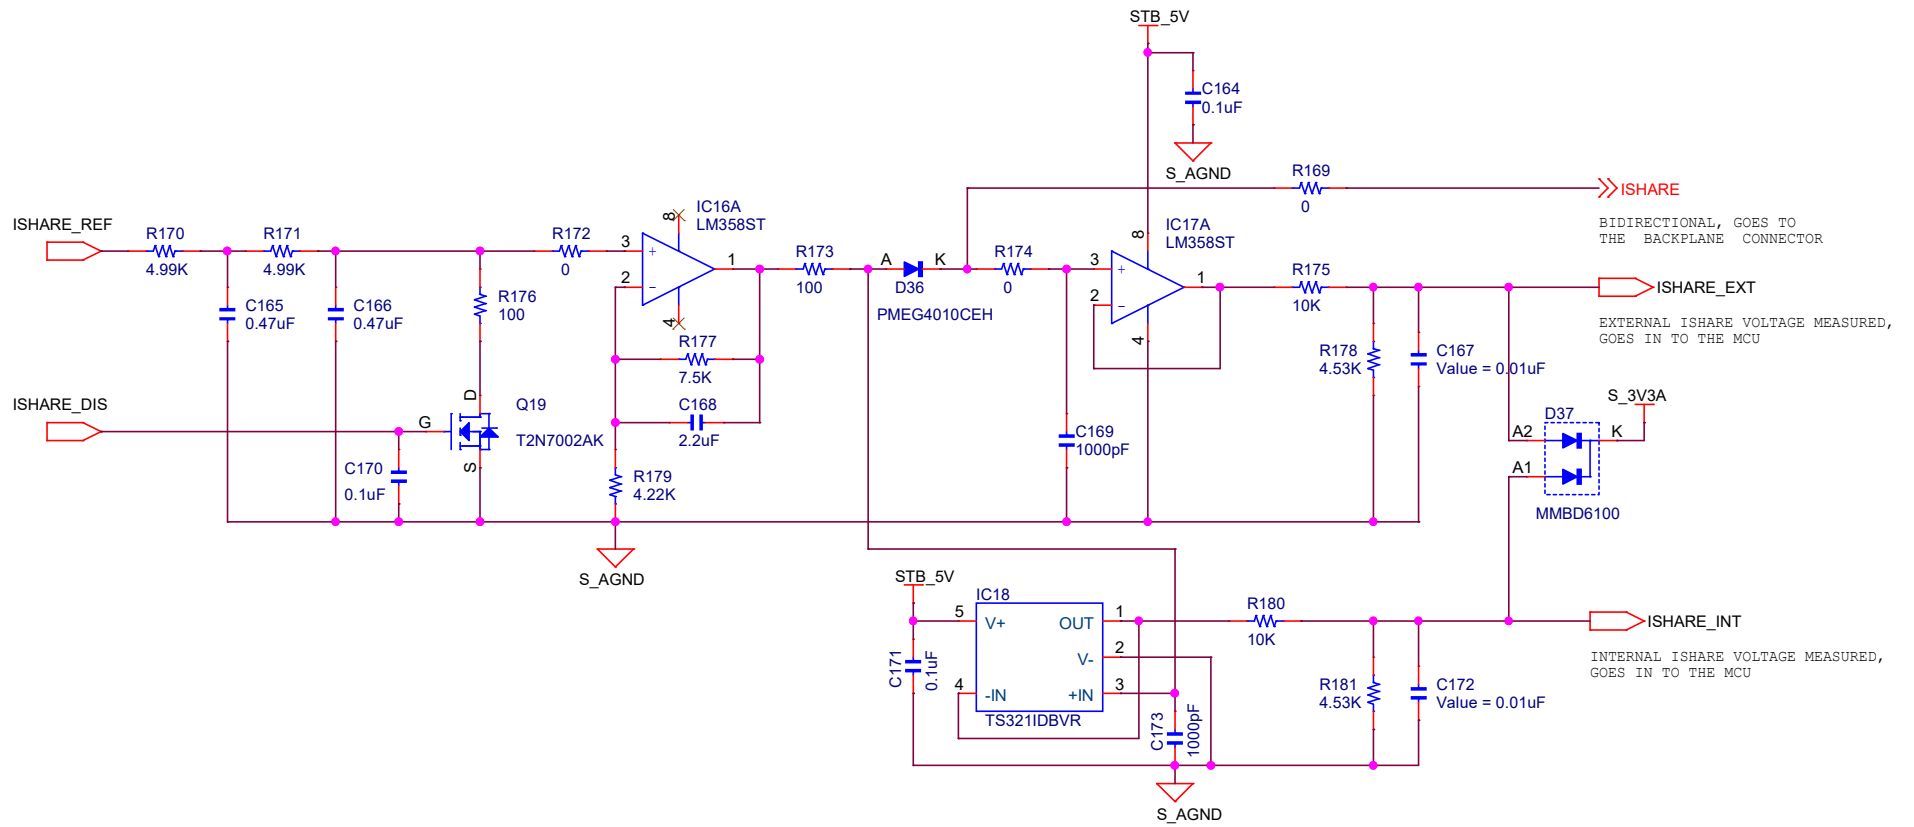 STB_5V
C164
0.1uF
S_AGND
R169
0
ISHARE
BIDIRECTIONAL, GOES TO
THE BACKPLANE CONNECTOR
ISHARE_REF
R170
4.99K
R171
4.99K
C165
0.47uF
C166
0.47uF
R176
100
R172
0
3
2
+
−
8
4
1
IC16A
LM358ST
R173
100
A
K
D36
PMEG4010CEH
R174
0
3
2
+
−
8
4
1
IC17A
LM358ST
R175
10K
ISHARE_EXT
EXTERNAL ISHARE VOLTAGE MEASURED,
GOES IN TO THE MCU
R177
7.5K
C168
2.2uF
R179
4.22K
R178
4.53K
C167
Value = 0.01uF
S_3V3A
D37
A2
A1
K
MMBD6100
ISHARE_DIS
G
D
S
Q19
T2N7002AK
C170
0.1uF
C169
1000pF
S_AGND
STB_5V
IC18
5
V+
OUT
1
V-
2
4
-IN
+IN
3
TS321IDBVR
C171
0.1uF
C173
1000pF
R180
10K
R181
4.53K
C172
Value = 0.01uF
ISHARE_INT
INTERNAL ISHARE VOLTAGE MEASURED,
GOES IN TO THE MCU
S_AGND